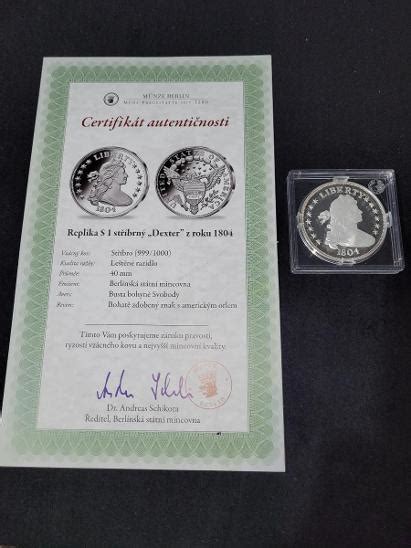 MÜNZE BERLIN
Certifikát autentičnosti
LIBERTY
1804
UNITED STATES OF AMERICA
Replika $ 1 stříbrný „Dexter“ z roku 1804
Vzácný kov: Stříbro (999/1000)
Kvalita ražby: Leštěné razidlo
Průměr: 40 mm
Emitent: Berlínská státní mincovna
Avers: Busta bohyně Svobody
Revers: Bohatě zdobený znak s americkým orlem
Tímto Vám poskytujeme záruku pravosti,
ryzosti vzácného kovu a nejvyšší mincovní kvality.
Dr. Andreas Schikora
Ředitel, Berlínská státní mincovna
LIBERTY
1804